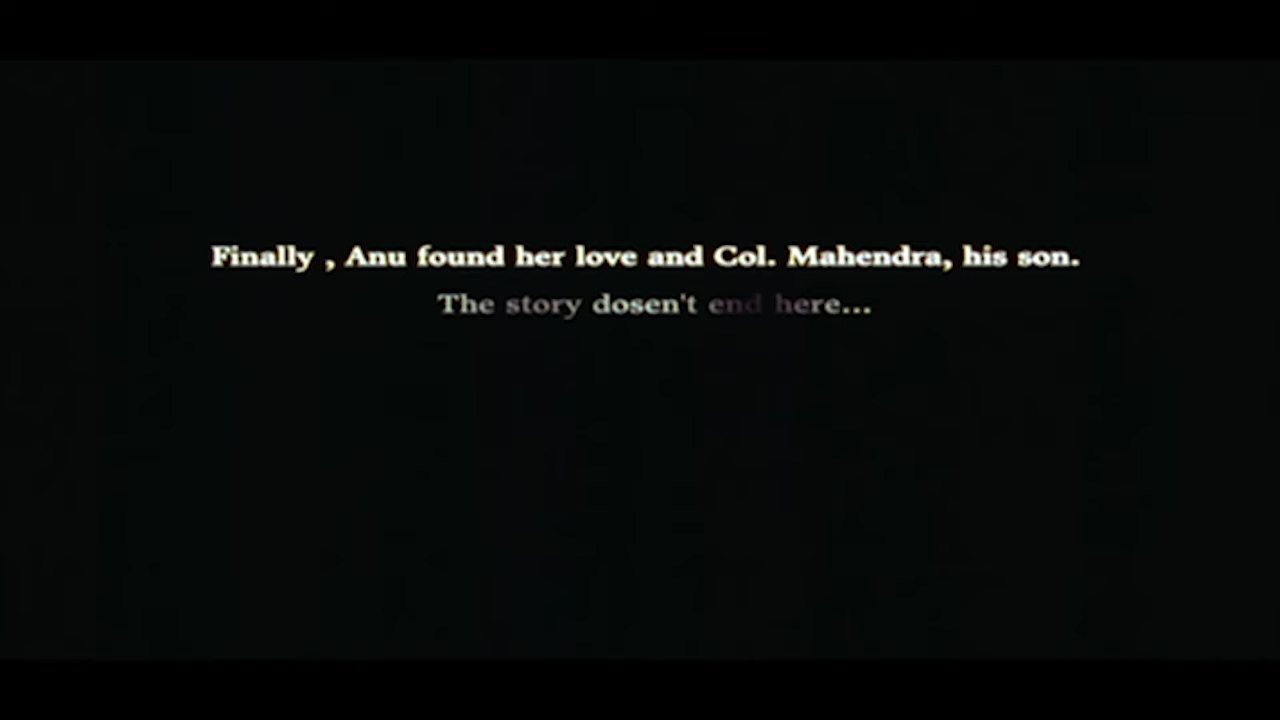 Finally , Anu found her love and Col. Mahendra, his son.
The story dosen't end here...